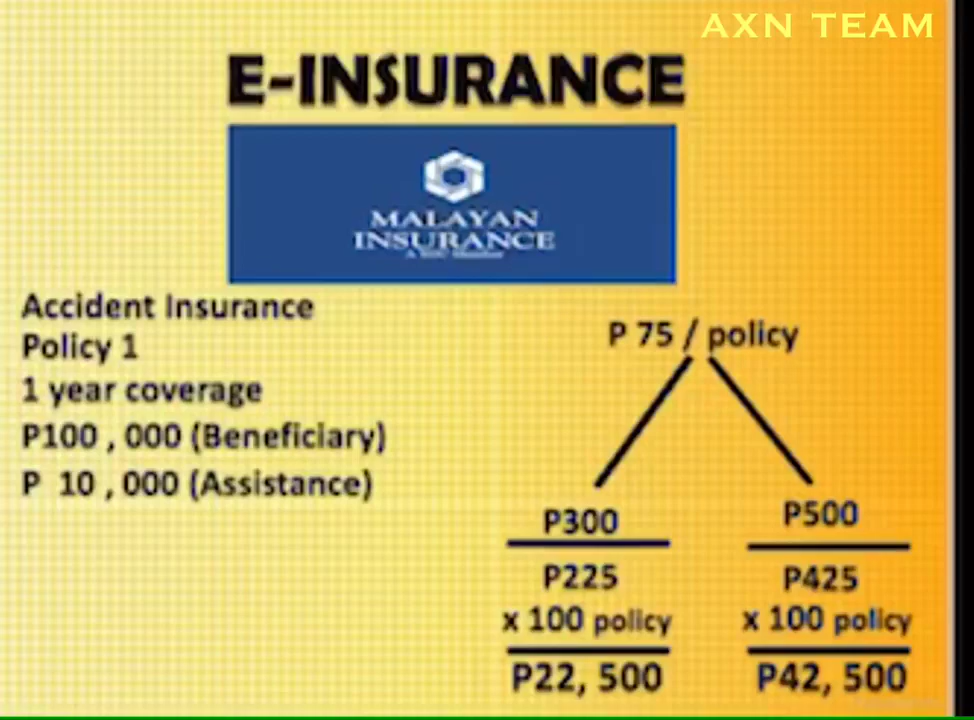 AXN TEAM
E-INSURANCE
MALAYAN
INSURANCE
Accident Insurance
Policy 1
1 year coverage
P100 , 000 (Beneficiary)
P 10 , 000 (Assistance)
P 75 / policy
P300
P225
x 100 policy
P22, 500
P500
P425
x 100 policy
P42, 500